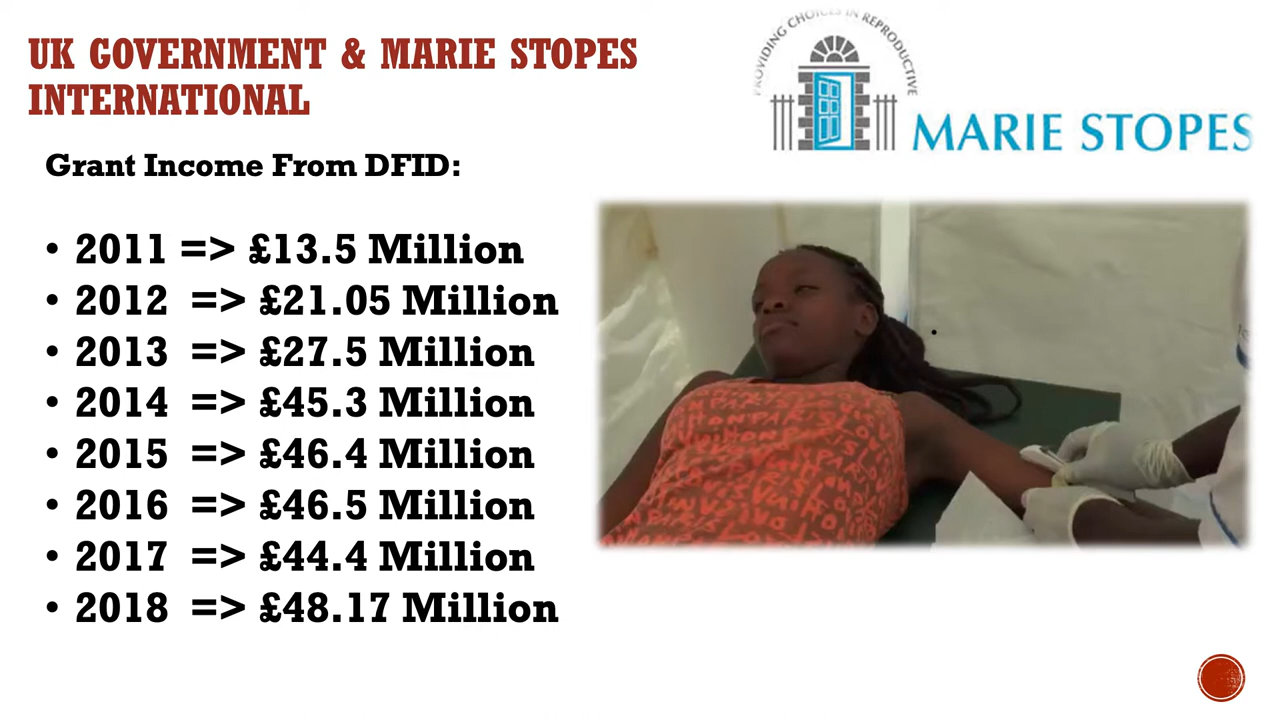 UK GOVERNMENT & MARIE STOPES
INTERNATIONAL
PROVIDING CHOICES IN REPRODUCTIVE
MARIE STOPES
Grant Income From DFID:
• 2011 => £13.5 Million
• 2012 => £21.05 Million
• 2013 => £27.5 Million
• 2014 => £45.3 Million
• 2015 => £46.4 Million
• 2016 => £46.5 Million
• 2017 => £44.4 Million
• 2018 => £48.17 Million